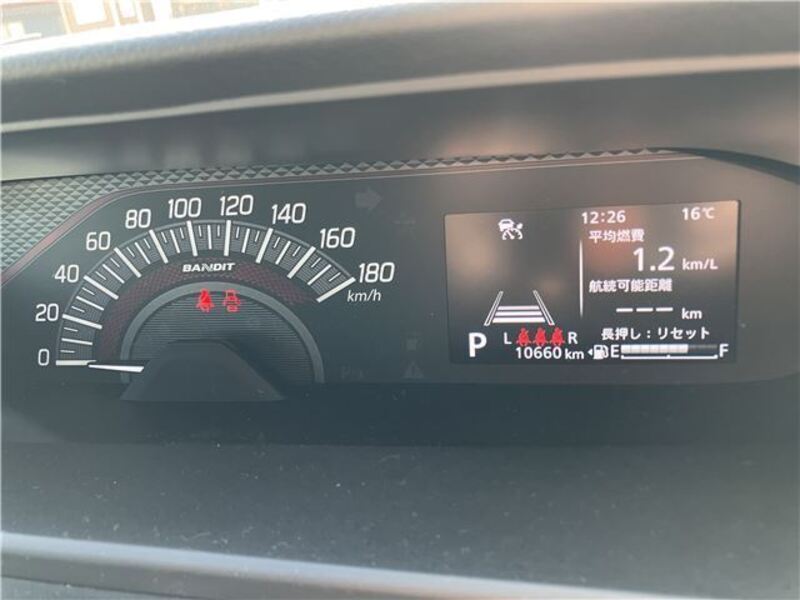 0
20
40
60
80
100
120
140
160
180
km/h
BANDIT
12:26 16℃
平均燃費
1.2 km/L
航続可能距離
--- km
長押し：リセット
P L R
10660 km E F